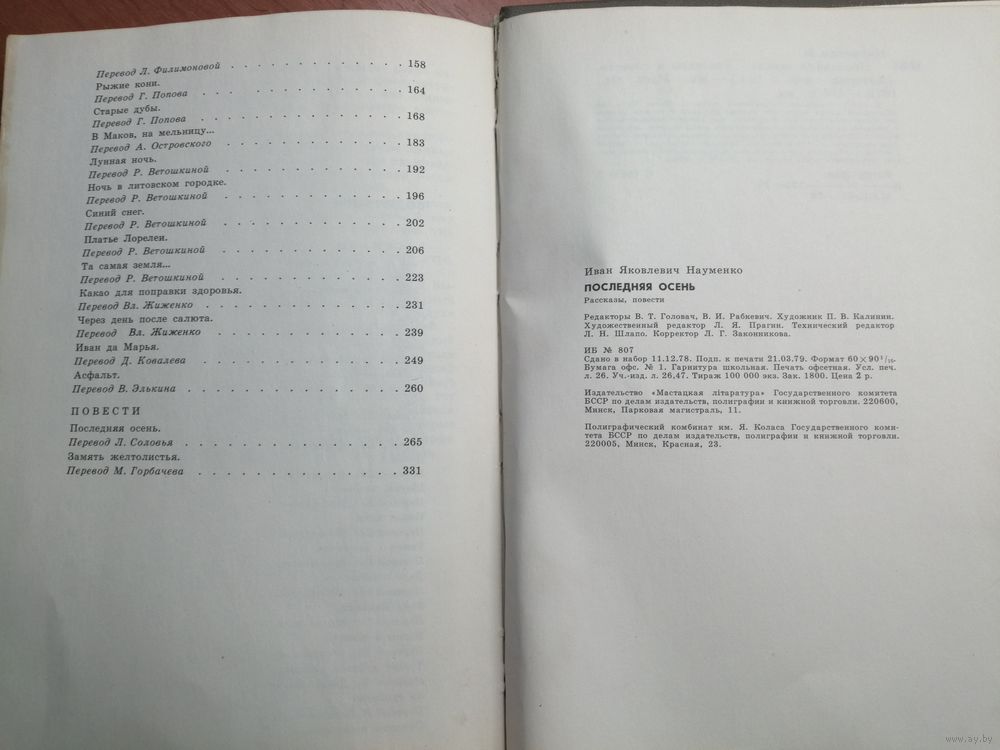 Перевод Л. Филимоновой . . . . . . . . . . . . . 158
Рыжие кони.
Перевод Г. Попова . . . . . . . . . . . . . . . 164
Старые дубы.
Перевод Г. Попова . . . . . . . . . . . . . . . 168
В Маков, на мельницу...
Перевод А. Островского . . . . . . . . . . . . . 183
Лунная ночь.
Перевод Р. Ветошкиной . . . . . . . . . . . . . 192
Ночь в литовском городке.
Перевод Р. Ветошкиной . . . . . . . . . . . . . 196
Синий снег.
Перевод Р. Ветошкиной . . . . . . . . . . . . . 202
Платье Лорелеи.
Перевод Р. Ветошкиной . . . . . . . . . . . . . 206
Та самая земля...
Перевод Р. Ветошкиной . . . . . . . . . . . . . 223
Какао для поправки здоровья.
Перевод Вл. Жиженко . . . . . . . . . . . . . . 231
Через день после салюта.
Перевод Вл. Жиженко . . . . . . . . . . . . . . 239
Иван да Марья.
Перевод Д. Ковалева . . . . . . . . . . . . . . 249
Асфальт.
Перевод В. Элькина . . . . . . . . . . . . . . . 260
ПОВЕСТИ
Последняя осень.
Перевод Л. Соловья . . . . . . . . . . . . . . . 265
Замять желтолистья.
Перевод М. Горбачева . . . . . . . . . . . . . . 331
Иван Яковлевич Науменко
ПОСЛЕДНЯЯ ОСЕНЬ
Рассказы, повести
Редакторы В. Т. Головач, В. И. Рабкевич. Художник П. В. Калинин.
Художественный редактор Л. Я. Прагин. Технический редактор
Л. Н. Шлапо. Корректор Л. Г. Законникова.
ИБ № 807
Сдано в набор 11.12.78. Подп. к печати 21.03.79. Формат 60×90¹/₁₆.
Бумага офс. № 1. Гарнитура школьная. Печать офсетная. Усл. печ.
л. 26. Уч.-изд. л. 26,47. Тираж 100 000 экз. Зак. 1800. Цена 2 р.
Издательство «Мастацкая літаратура» Государственного комитета
БССР по делам издательств, полиграфии и книжной торговли. 220600,
Минск, Парковая магистраль, 11.
Полиграфический комбинат им. Я. Коласа Государственного коми-
тета БССР по делам издательств, полиграфии и книжной торговли.
220005, Минск, Красная, 23.
www.ay.by